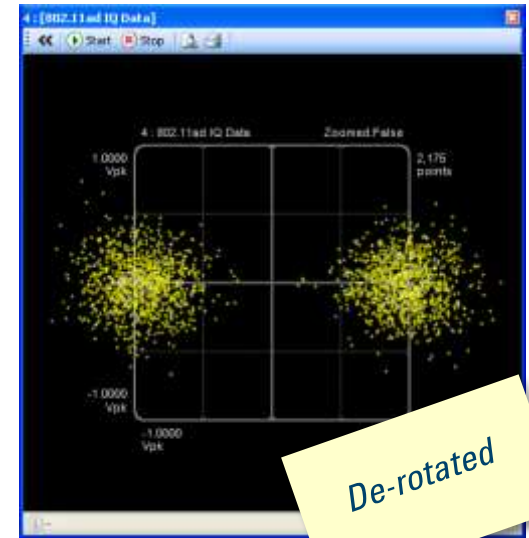 4 : [802.11ad IQ Data]
Start Stop
4 : 802.11ad IQ Data Zoomed:False
1.0000
Vpk
2,175
points
-1.0000
Vpk
-1.0000
Vpk
De-rotated